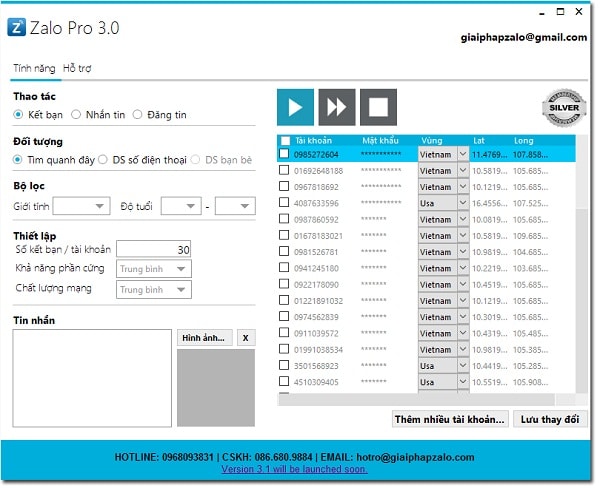 Zalo Pro 3.0
giaiphapzalo@gmail.com
Tính năng Hỗ trợ
Thao tác
Kết bạn Nhắn tin Đăng tin
Đối tượng
Tìm quanh đây DS số điện thoại DS bạn bè
Bộ lọc
Giới tính Độ tuổi -
Thiết lập
Số kết bạn / tài khoản 30
Khả năng phần cứng Trung bình
Chất lượng mạng Trung bình
Tin nhắn
Hình ảnh... X
SILVER
Tài khoản Mật khẩu Vùng Lat Long
0985272604 *********** Vietnam 11.4769... 107.858...
01692648188 *********** Vietnam 10.5819... 105.685...
0967818692 *********** Vietnam 10.1219... 105.685...
4087633596 *********** Usa 16.4556... 107.525...
0987860592 ******* Vietnam 10.0819... 105.685...
01678183021 ******* Vietnam 10.5819... 109.685...
0981526781 ******* Vietnam 10.9819... 104.685...
0941245180 ******* Vietnam 10.2219... 103.685...
0922178090 ******* Vietnam 10.4519... 105.685...
01221891032 ******* Vietnam 10.1219... 105.685...
0974562839 ******* Vietnam 10.3019... 105.685...
0911039572 ******* Vietnam 10.4319... 105.485...
01991038534 ******* Vietnam 10.9819... 105.385...
3501568923 ******* Usa 10.4419... 105.285...
4510309405 ******* Usa 10.5519... 105.908...
Thêm nhiều tài khoản... Lưu thay đổi
HOTLINE: 0968093831 | CSKH: 086.680.9884 | EMAIL: hotro@giaiphapzalo.com
Version 3.1 will be launched soon.